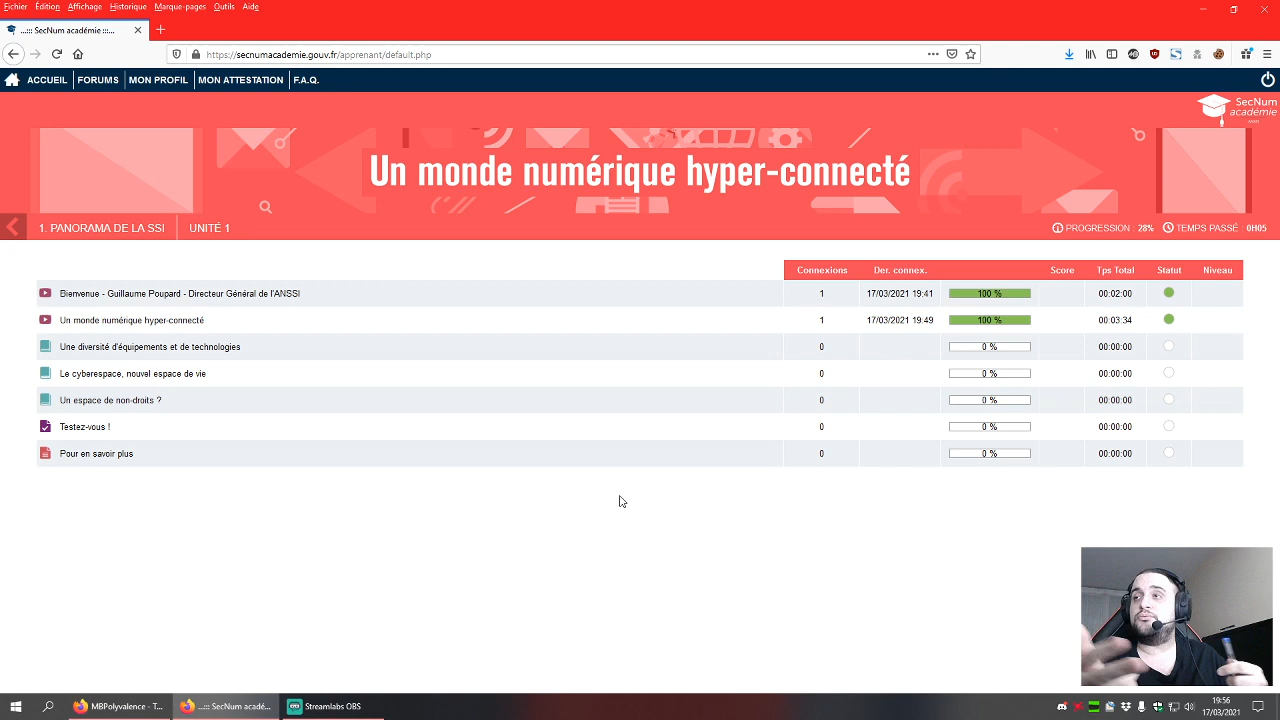 Fichier Édition Affichage Historique Marque-pages Outils Aide
...:: SecNum académie :::...
https://secnumacademie.gouv.fr/apprenant/default.php
ACCUEIL FORUMS MON PROFIL MON ATTESTATION F.A.Q.
SecNum
académie
Un monde numérique hyper-connecté
1. PANORAMA DE LA SSI UNITÉ 1 PROGRESSION : 28% TEMPS PASSÉ : 0H05
Connexions Der. connex. Score Tps Total Statut Niveau
Bienvenue - Guillaume Poupard - Directeur Général de l'ANSSI 1 17/03/2021 19:41 100 % 00:02:00
Un monde numérique hyper-connecté 1 17/03/2021 19:49 100 % 00:03:34
Une diversité d'équipements et de technologies 0 0 % 00:00:00
Le cyberespace, nouvel espace de vie 0 0 % 00:00:00
Un espace de non-droits ? 0 0 % 00:00:00
Testez-vous ! 0 0 % 00:00:00
Pour en savoir plus 0 0 % 00:00:00
MBPolyvalence - T... ...:: SecNum acadé... Streamlabs OBS 19:56
17/03/2021